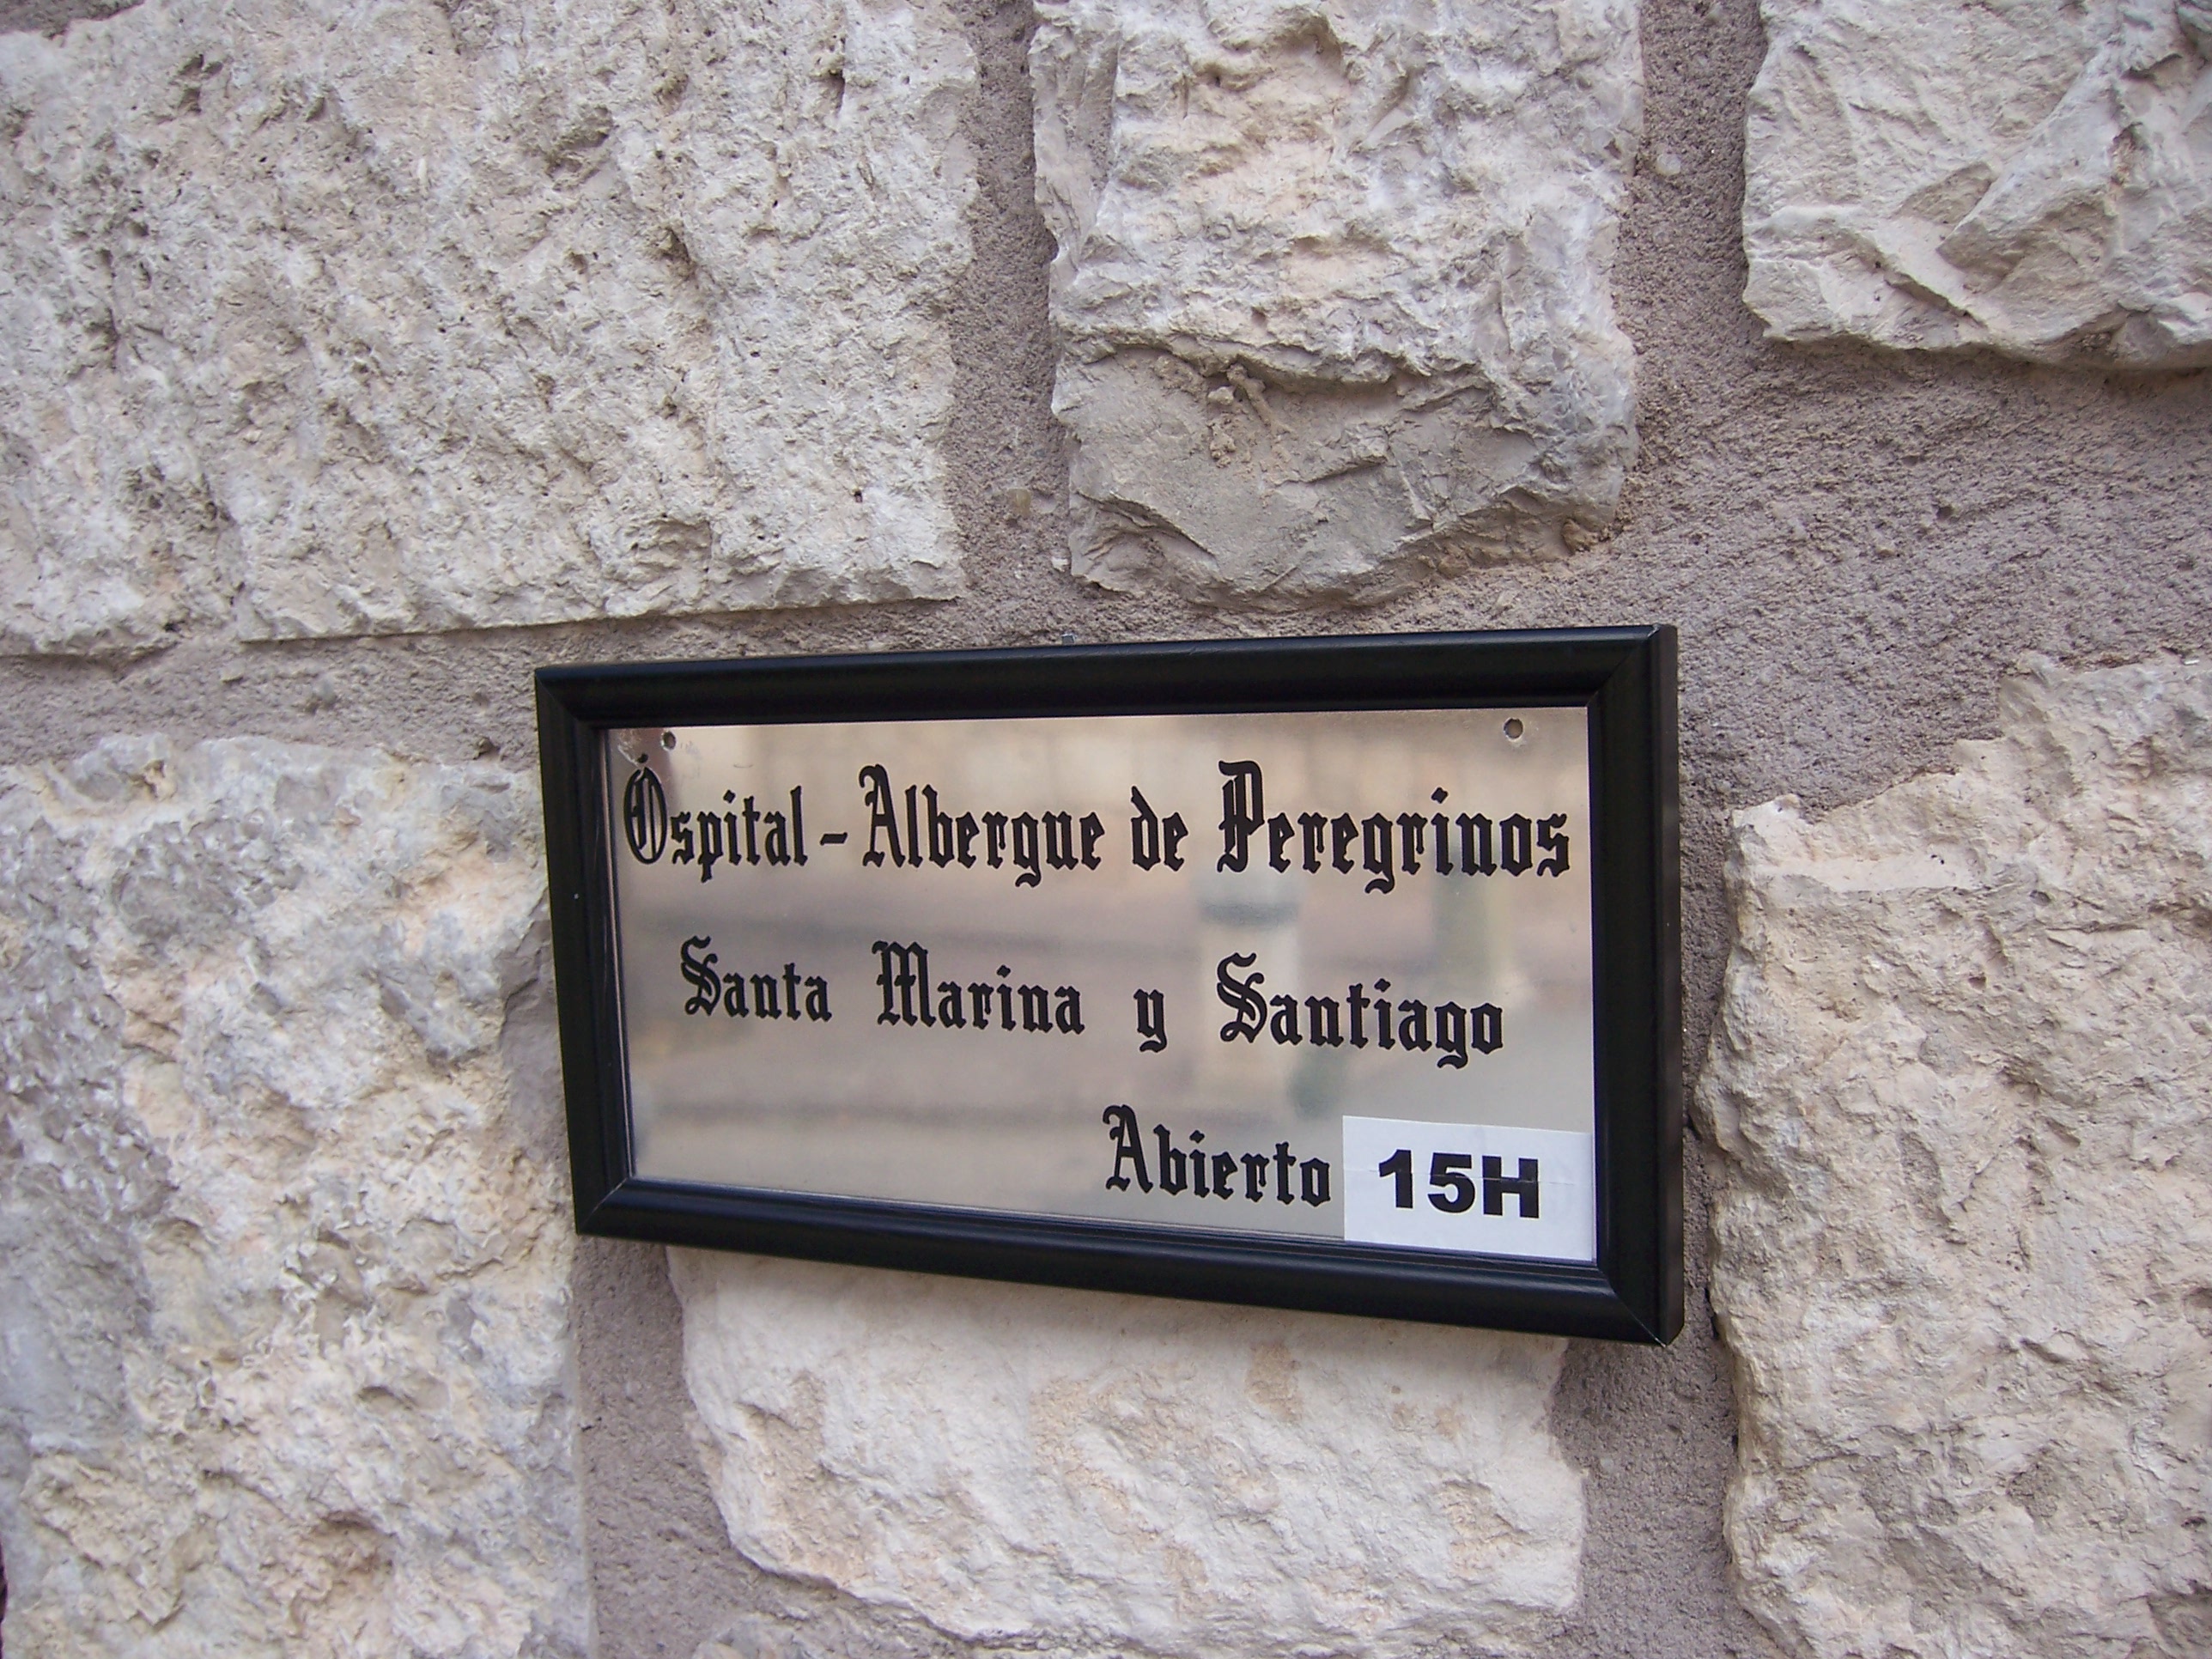 Óspital - Albergue de Peregrinos
Santa Marina y Santiago
Abierto 15H